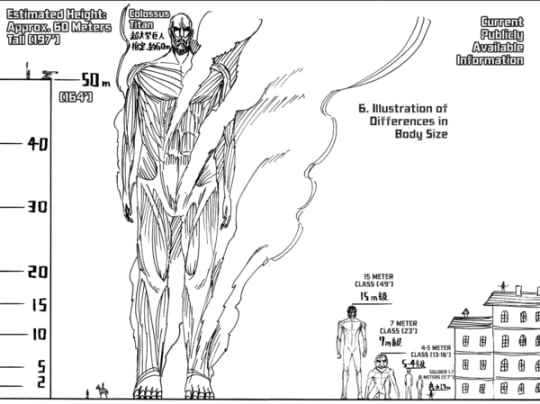 Estimated Height:
Approx. 60 Meters
Tall (197')
Colossus
Titan
超大型巨人
推定 約60m
Current
Publicly
Available
Information
50m
(164')
6. Illustration of
Differences in
Body Size
40
30
20
15
10
5
2
15 METER
CLASS (49')
15m級
7 METER
CLASS (23')
7m級
4-5 METER
CLASS (13-16')
SOLDIER 1.7
METERS (5'7")